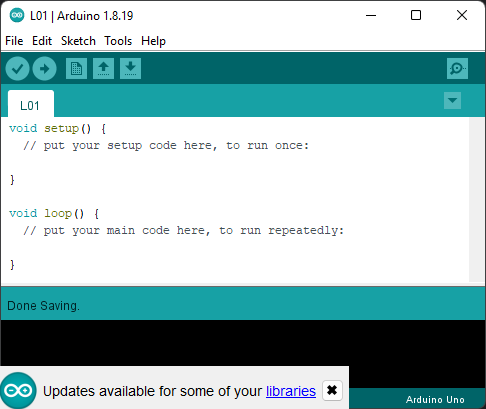 L01 | Arduino 1.8.19
File Edit Sketch Tools Help
L01
void setup() {
  // put your setup code here, to run once:
}
void loop() {
  // put your main code here, to run repeatedly:
}
Done Saving.
Updates available for some of your libraries
Arduino Uno